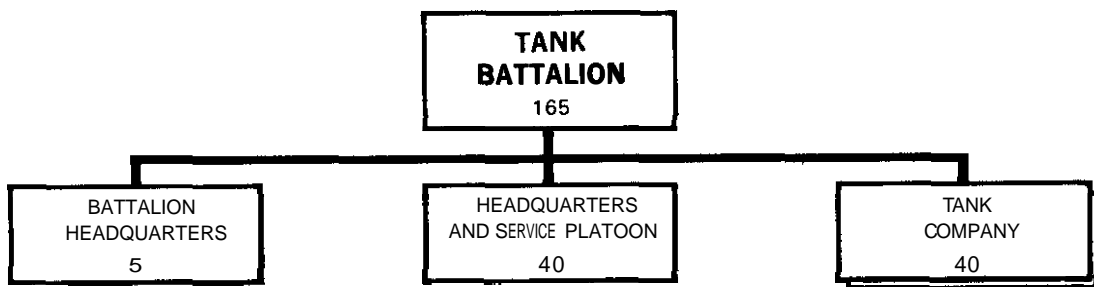 TANK
BATTALION
165
BATTALION
HEADQUARTERS
5
HEADQUARTERS
AND SERVICE PLATOON
40
TANK
COMPANY
40